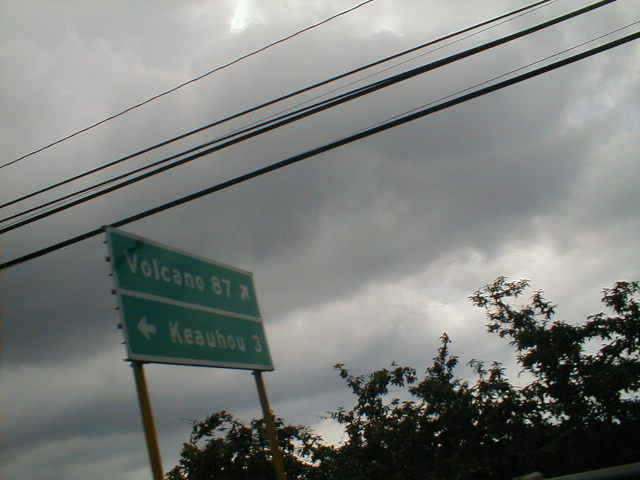 Volcano 87 ↗
← Keauhou 3